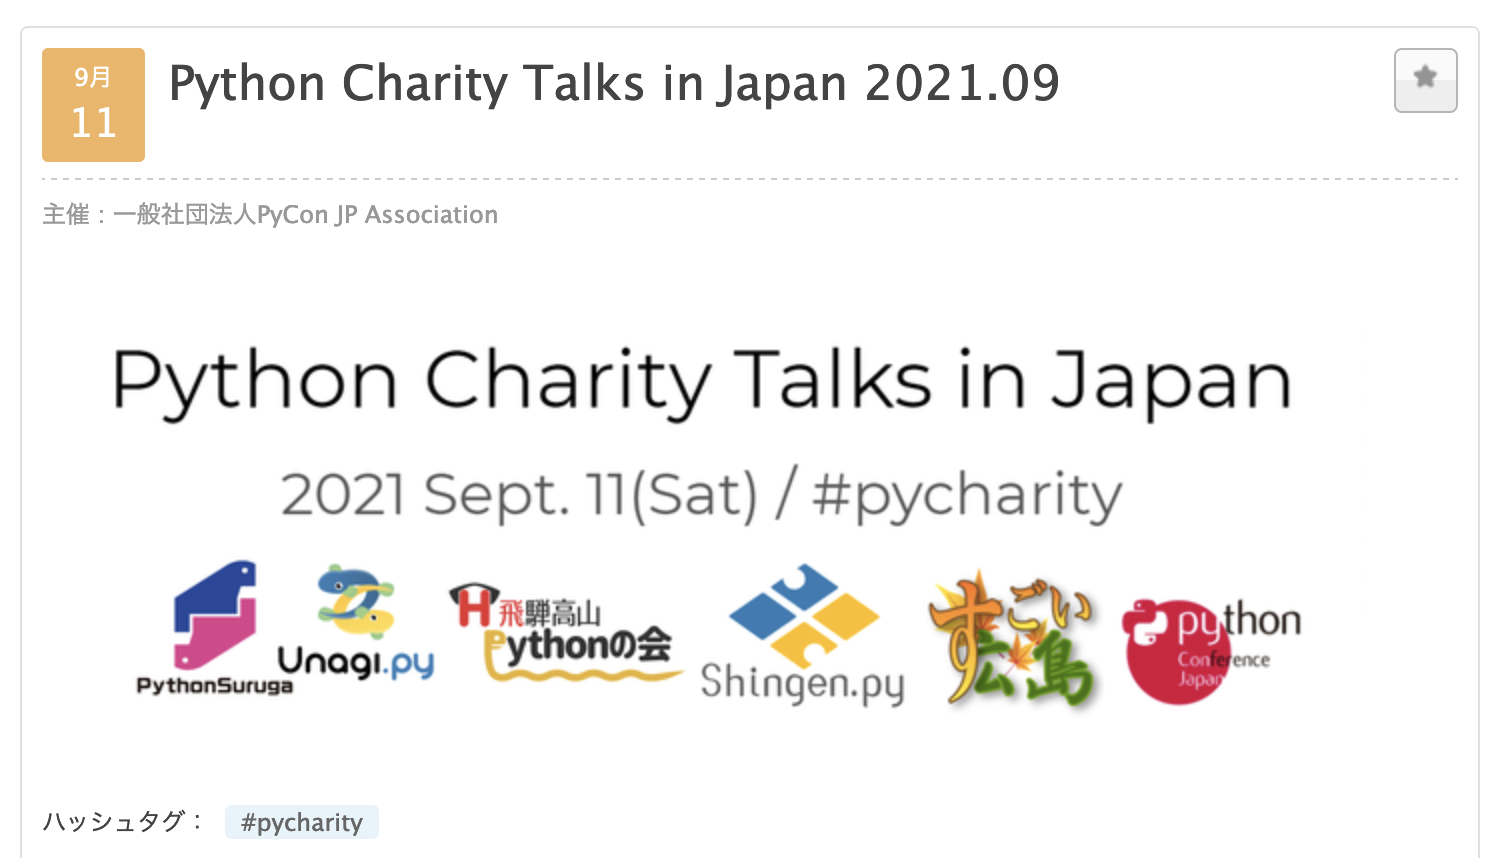 9月
11
Python Charity Talks in Japan 2021.09
主催：一般社団法人PyCon JP Association
Python Charity Talks in Japan
2021 Sept. 11(Sat) / #pycharity
PythonSuruga
Unagi.py
H飛騨高山
Pythonの会
Shingen.py
すごい
広島
python
Conference
Japan
ハッシュタグ： #pycharity